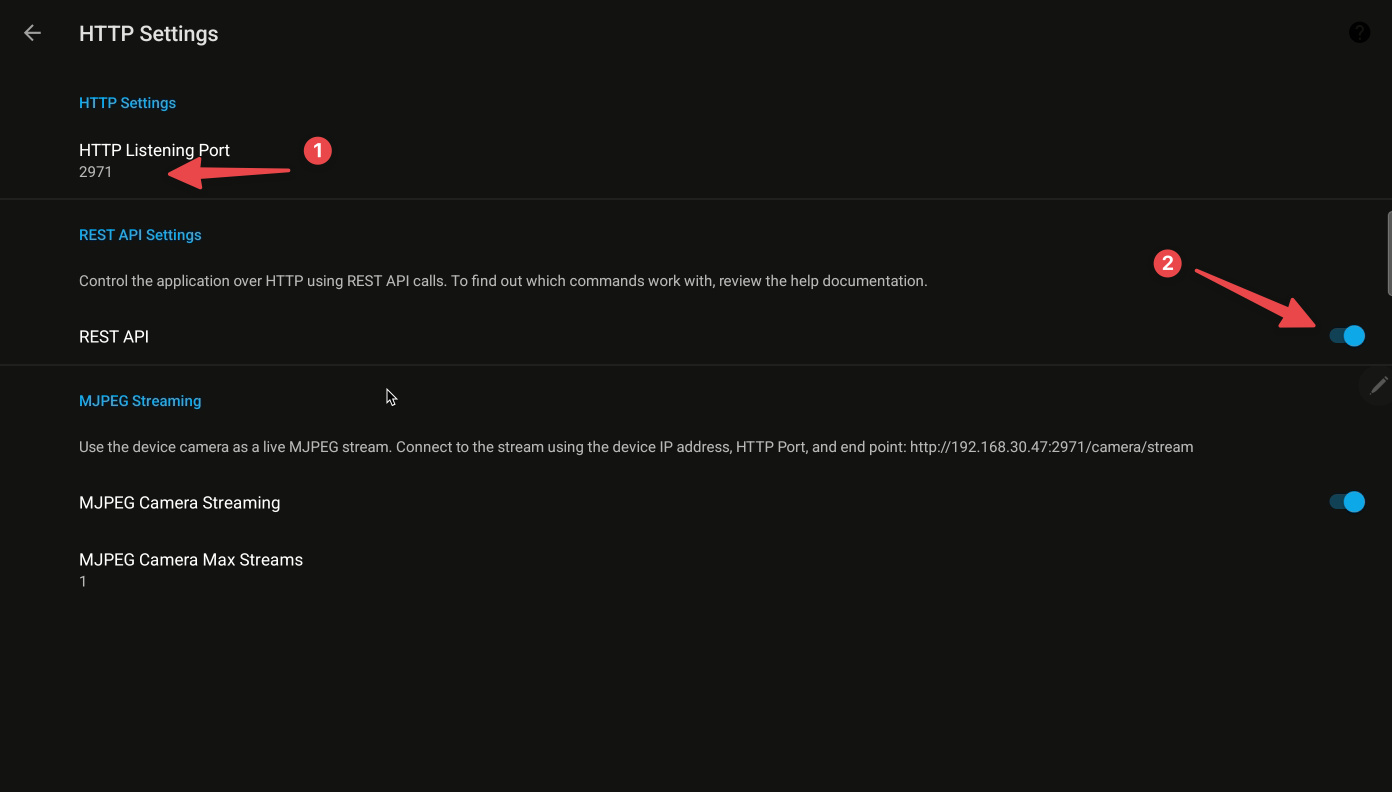 HTTP Settings
HTTP Settings
HTTP Listening Port
1
2971
REST API Settings
2
Control the application over HTTP using REST API calls. To find out which commands work with, review the help documentation.
REST API
MJPEG Streaming
Use the device camera as a live MJPEG stream. Connect to the stream using the device IP address, HTTP Port, and end point: http://192.168.30.47:2971/camera/stream
MJPEG Camera Streaming
MJPEG Camera Max Streams
1